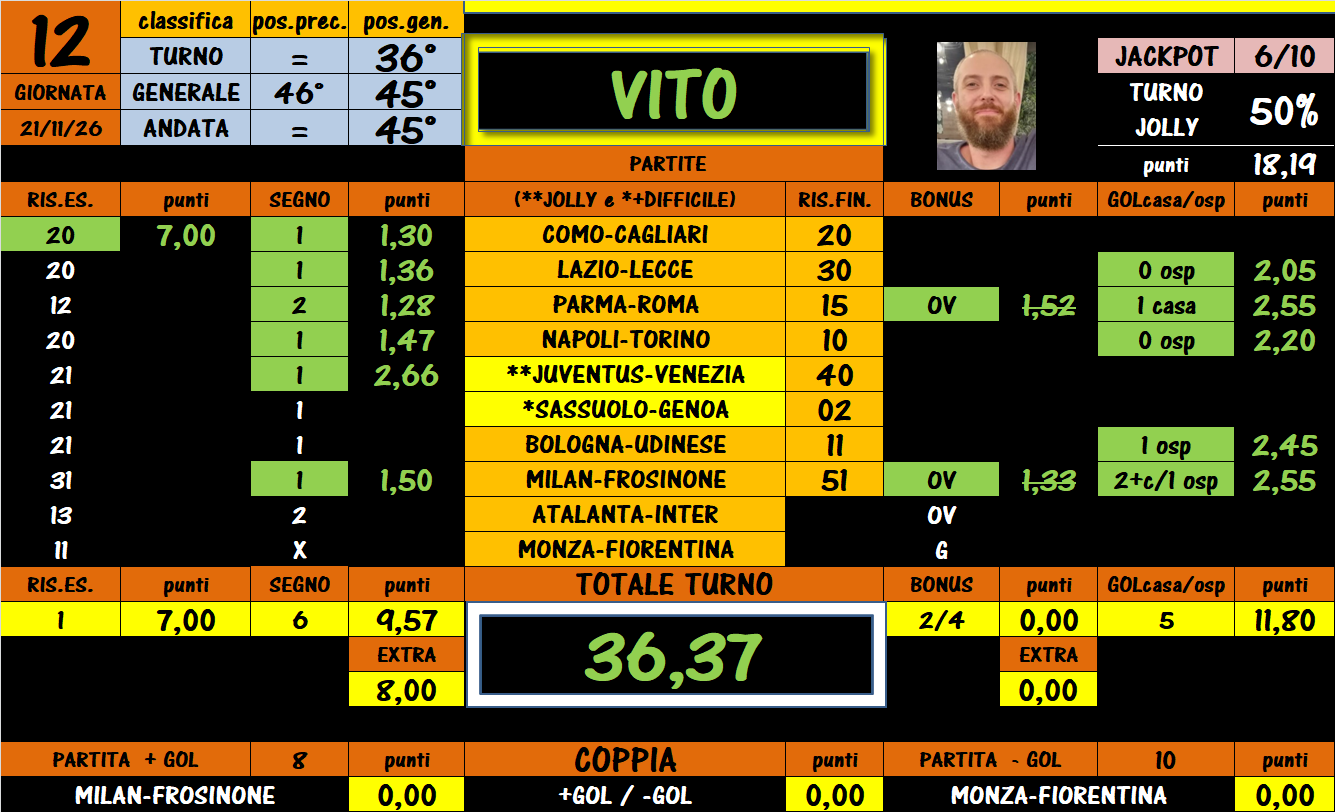 12 classifica pos.prec. pos.gen.
TURNO = 36° VITO JACKPOT 6/10
GIORNATA GENERALE 46° 45° TURNO 50%
21/11/26 ANDATA = 45° JOLLY
PARTITE punti 18,19
RIS.ES. punti SEGNO punti (**JOLLY e *+DIFFICILE) RIS.FIN. BONUS punti GOLcasa/osp punti
20 7,00 1 1,30 COMO-CAGLIARI 20
20 1 1,36 LAZIO-LECCE 30 0 osp 2,05
12 2 1,28 PARMA-ROMA 15 OV 1,52 1 casa 2,55
20 1 1,47 NAPOLI-TORINO 10 0 osp 2,20
21 1 2,66 **JUVENTUS-VENEZIA 40
21 1 *SASSUOLO-GENOA 02
21 1 BOLOGNA-UDINESE 11 1 osp 2,45
31 1 1,50 MILAN-FROSINONE 51 OV 1,33 2+c/1 osp 2,55
13 2 ATALANTA-INTER OV
11 X MONZA-FIORENTINA G
RIS.ES. punti SEGNO punti TOTALE TURNO BONUS punti GOLcasa/osp punti
1 7,00 6 9,57 36,37 2/4 0,00 5 11,80
EXTRA EXTRA
8,00 0,00
PARTITA + GOL 8 punti COPPIA punti PARTITA - GOL 10 punti
MILAN-FROSINONE 0,00 +GOL / -GOL 0,00 MONZA-FIORENTINA 0,00